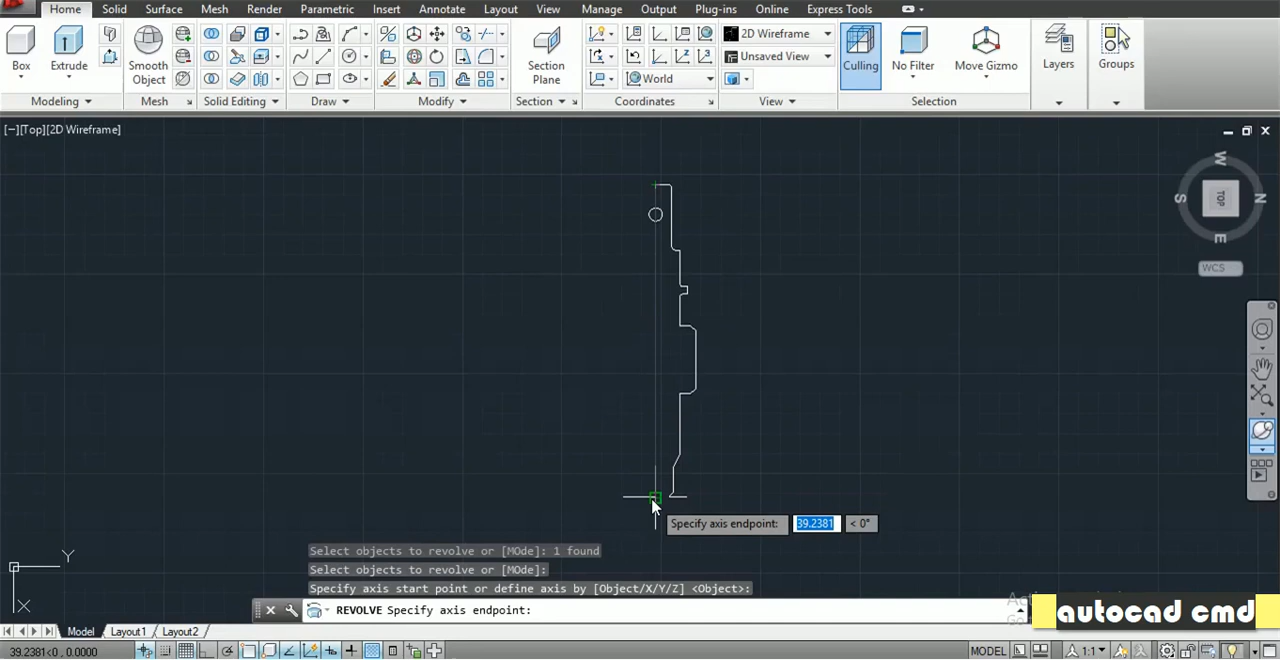 Home Solid Surface Mesh Render Parametric Insert Annotate Layout View Manage Output Plug-ins Online Express Tools
2D Wireframe
Unsaved View
World
Box Extrude Smooth Object Section Plane Culling No Filter Move Gizmo Layers Groups
Modeling Mesh Solid Editing Draw Modify Section Coordinates View Selection
[−][Top][2D Wireframe]
W
S TOP N
E
WCS
Specify axis endpoint: 39.2381 < 0°
Select objects to revolve or [MOde]: 1 found
Select objects to revolve or [MOde]:
Specify axis start point or define axis by [Object/X/Y/Z] <Object>:
REVOLVE Specify axis endpoint:
Y
X
autocad cmd
Model Layout1 Layout2
39.2381<0, 0.0000 MODEL 1:1